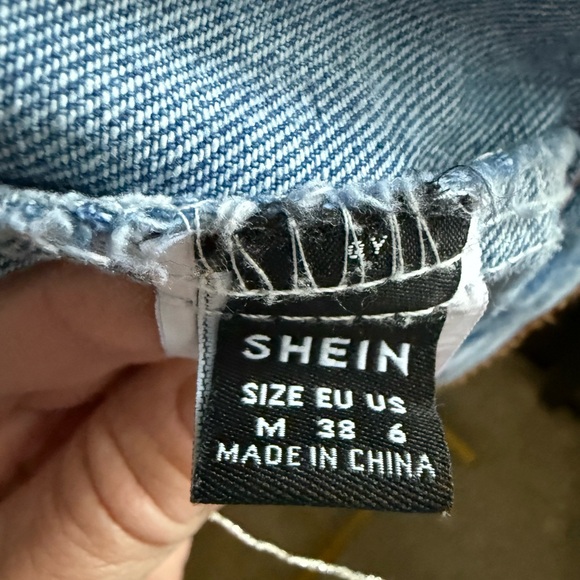 SHEIN
SIZE EU US
M 38 6
MADE IN CHINA